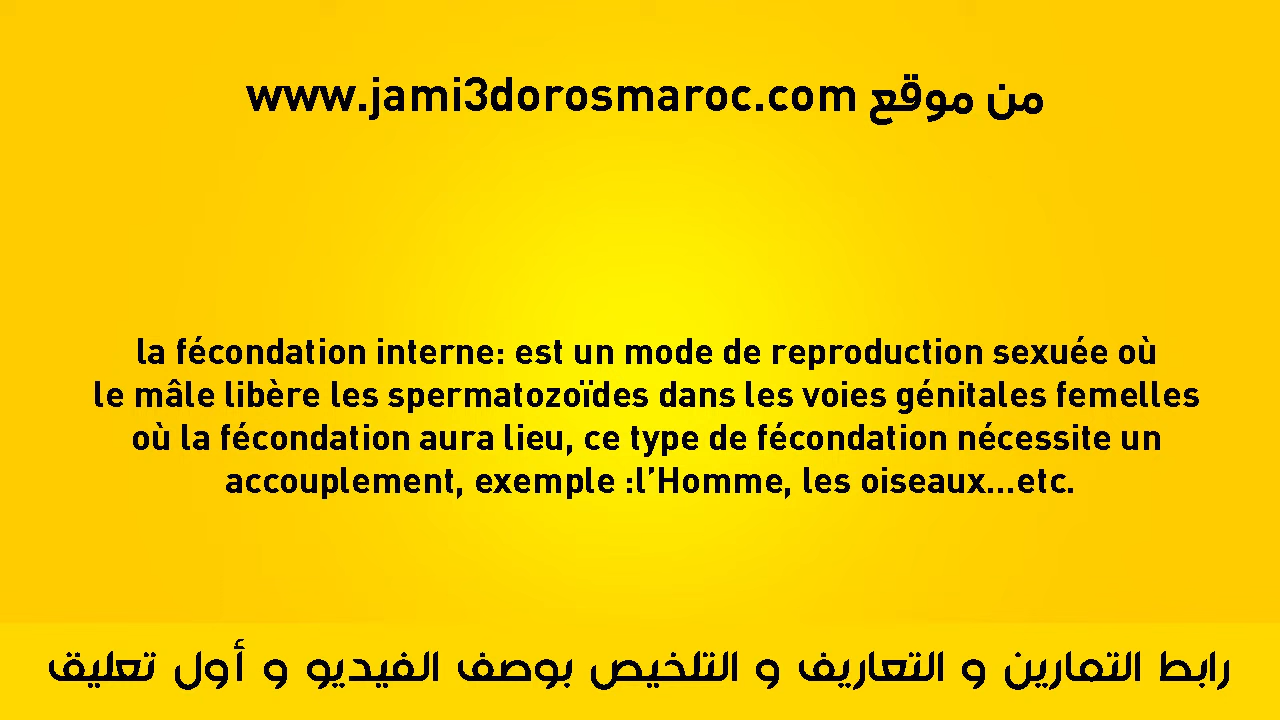 من موقع www.jami3dorosmaroc.com
la fécondation interne: est un mode de reproduction sexuée où
le mâle libère les spermatozoïdes dans les voies génitales femelles
où la fécondation aura lieu, ce type de fécondation nécessite un
accouplement, exemple :l’Homme, les oiseaux...etc.
رابط التمارين و التعاريف و التلخيص بوصف الفيديو و أول تعليق